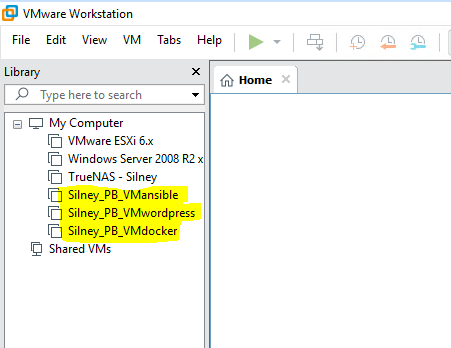 VMware Workstation
File Edit View VM Tabs Help
Library
Type here to search
Home
My Computer
VMware ESXi 6.x
Windows Server 2008 R2 x
TrueNAS - Silney
Silney_PB_VMansible
Silney_PB_VMwordpress
Silney_PB_VMdocker
Shared VMs